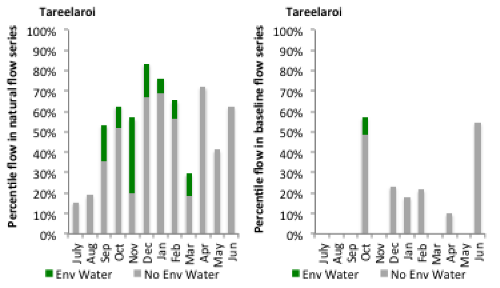 Tareelaroi
Percentile flow in natural flow series
100%
90%
80%
70%
60%
50%
40%
30%
20%
10%
0%
July
Aug
Sep
Oct
Nov
Dec
Jan
Feb
Mar
Apr
May
Jun
Env Water No Env Water
Tareelaroi
Percentile flow in baseline flow series
100%
90%
80%
70%
60%
50%
40%
30%
20%
10%
0%
July
Aug
Sep
Oct
Nov
Dec
Jan
Feb
Mar
Apr
May
Jun
Env Water No Env Water